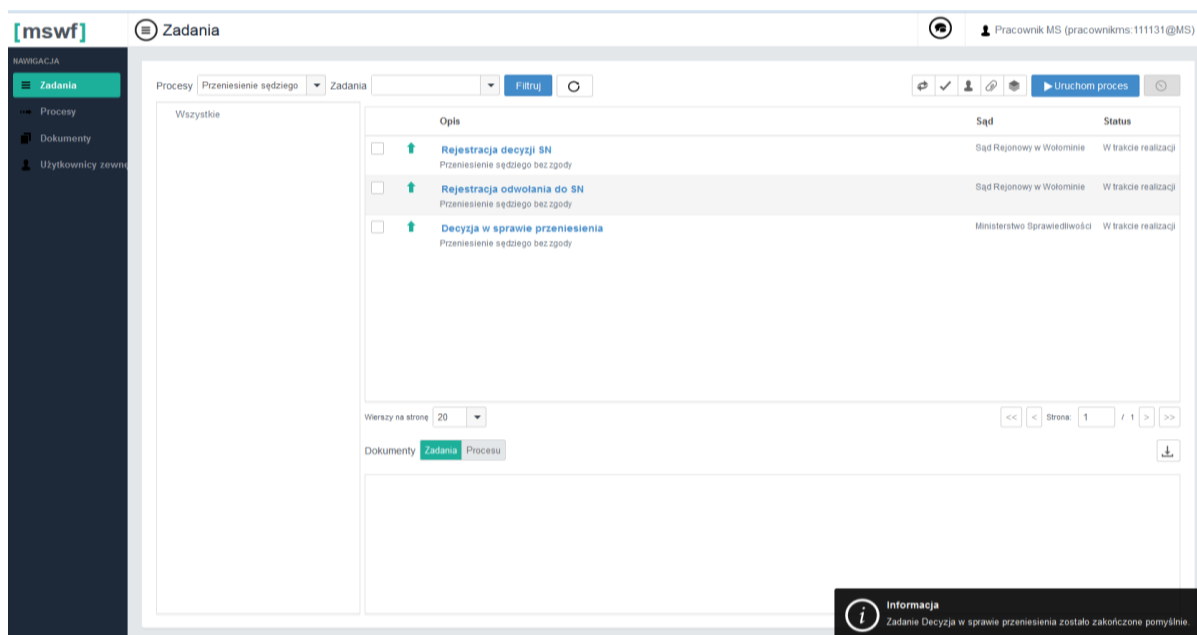 [mswf]
Zadania
Pracownik MS (pracownikms:111131@MS)
NAWIGACJA
Zadania
Procesy
Dokumenty
Użytkownicy zewnę
Procesy Przeniesienie sędziego Zadania Filtruj Uruchom proces
Wszystkie
Opis Sąd Status
Rejestracja decyzji SN Sąd Rejonowy w Wołominie W trakcie realizacji
Przeniesienie sędziego bez zgody
Rejestracja odwołania do SN Sąd Rejonowy w Wołominie W trakcie realizacji
Przeniesienie sędziego bez zgody
Decyzja w sprawie przeniesienia Ministerstwo Sprawiedliwości W trakcie realizacji
Przeniesienie sędziego bez zgody
Wierszy na stronę 20 << < Strona: 1 / 1 > >>
Dokumenty Zadania Procesu
Informacja
Zadanie Decyzja w sprawie przeniesienia zostało zakończone pomyślnie.